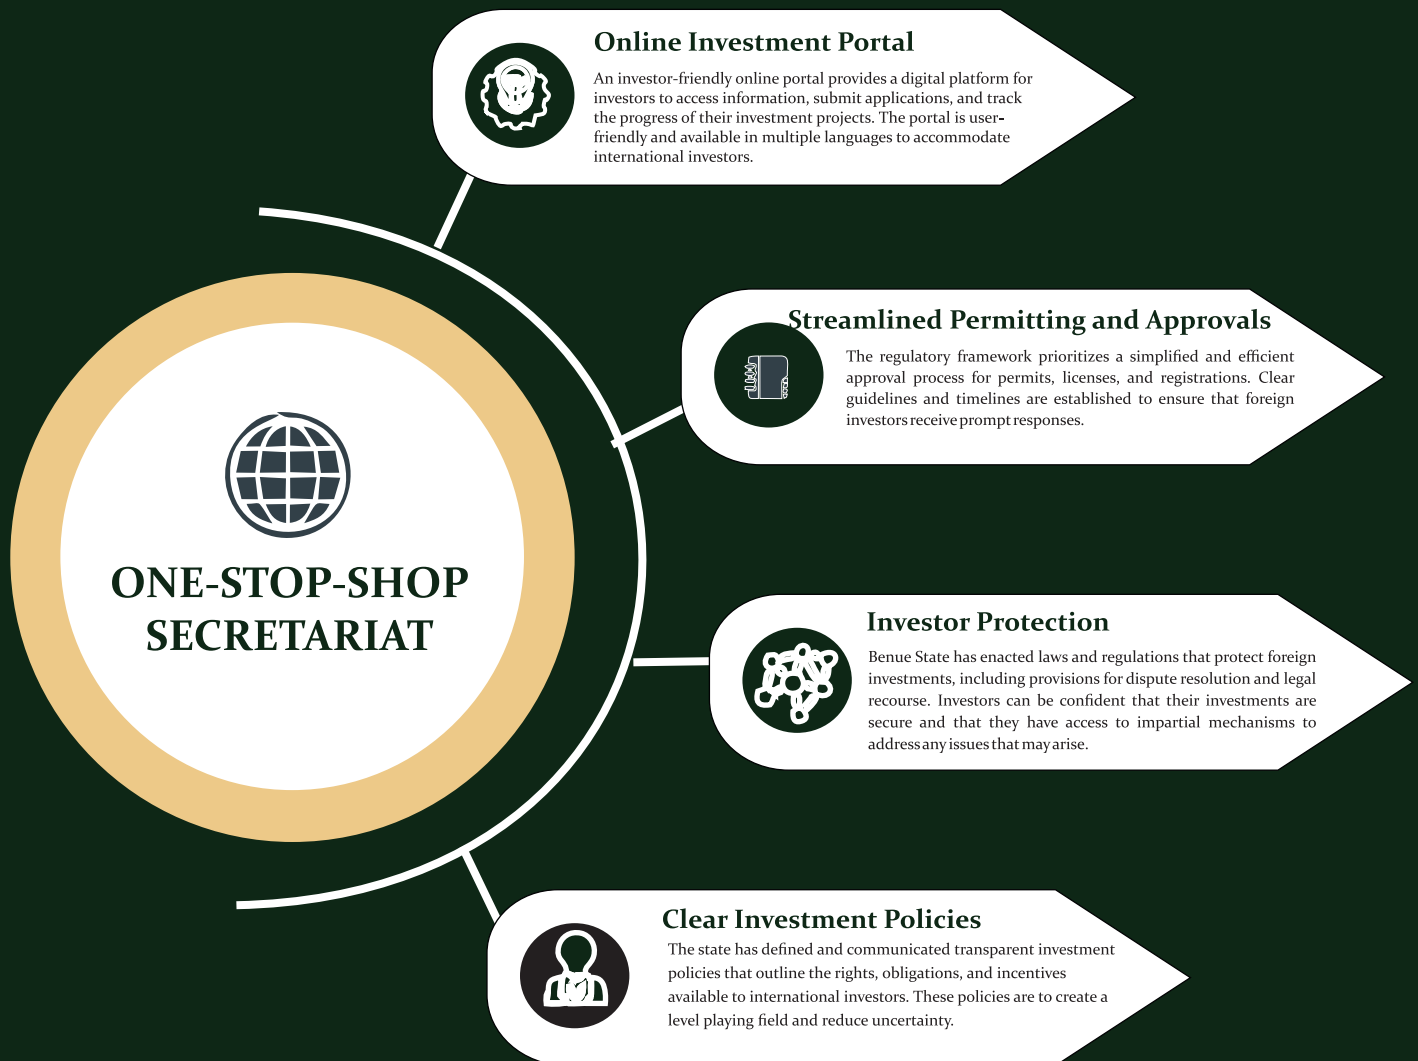 Online Investment Portal
An investor-friendly online portal provides a digital platform for
investors to access information, submit applications, and track
the progress of their investment projects. The portal is user-
friendly and available in multiple languages to accommodate
international investors.
Streamlined Permitting and Approvals
The regulatory framework prioritizes a simplified and efficient
approval process for permits, licenses, and registrations. Clear
guidelines and timelines are established to ensure that foreign
investors receive prompt responses.
ONE-STOP-SHOP
SECRETARIAT
Investor Protection
Benue State has enacted laws and regulations that protect foreign
investments, including provisions for dispute resolution and legal
recourse. Investors can be confident that their investments are
secure and that they have access to impartial mechanisms to
address any issues that may arise.
Clear Investment Policies
The state has defined and communicated transparent investment
policies that outline the rights, obligations, and incentives
available to international investors. These policies are to create a
level playing field and reduce uncertainty.